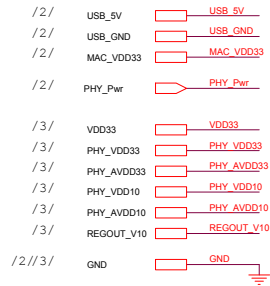 /2/ USB_5V USB_5V
/2/ USB_GND USB_GND
/2/ MAC_VDD33 MAC_VDD33
/2/ PHY_Pwr PHY_Pwr
/3/ VDD33 VDD33
/3/ PHY_VDD33 PHY_VDD33
/3/ PHY_AVDD33 PHY_AVDD33
/3/ PHY_VDD10 PHY_VDD10
/3/ PHY_AVDD10 PHY_AVDD10
/3/ REGOUT_V10 REGOUT_V10
/2//3/ GND GND